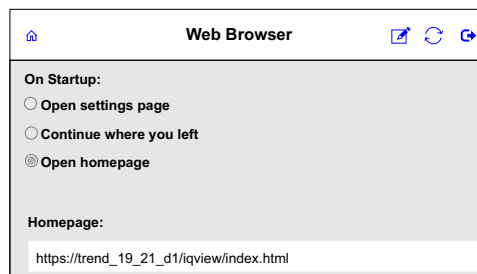 Web Browser
On Startup:
Open settings page
Continue where you left
Open homepage
Homepage:
https://trend_19_21_d1/iqview/index.html